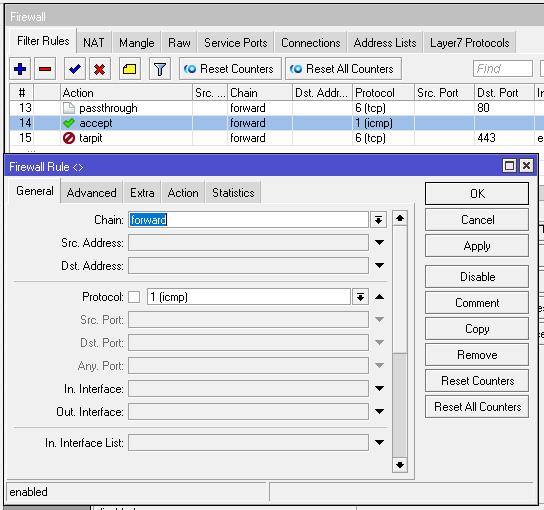 Firewall
Filter Rules NAT Mangle Raw Service Ports Connections Address Lists Layer7 Protocols
Reset Counters Reset All Counters Find
# Action Src. ... Chain Dst. Addr... Protocol Src. Port Dst. Port In
13 passthrough forward 6 (tcp) 80
14 accept forward 1 (icmp)
15 tarpit forward 6 (tcp) 443 e
Firewall Rule <>
General Advanced Extra Action Statistics
OK
Chain: forward
Cancel
Src. Address:
Apply
Dst. Address:
Disable
Protocol: 1 (icmp)
Comment
Src. Port:
Copy
Dst. Port:
Remove
Any. Port:
In. Interface:
Reset Counters
Out. Interface:
Reset All Counters
In. Interface List:
enabled